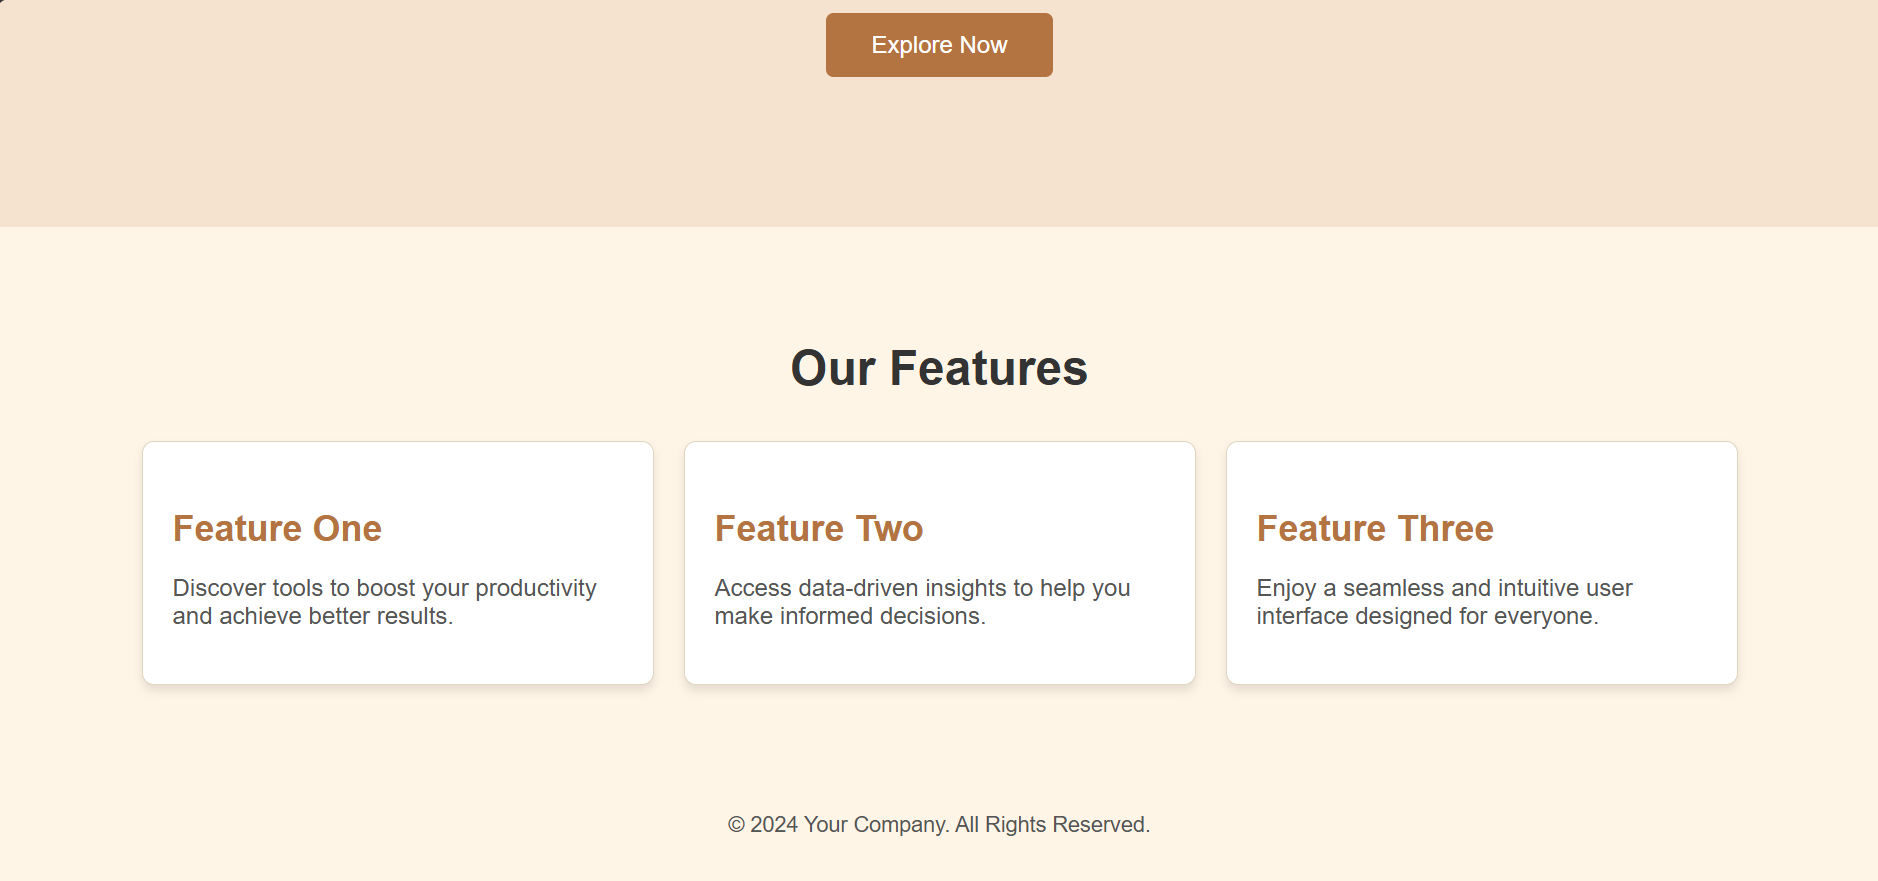 Explore Now
Our Features
Feature One
Discover tools to boost your productivity
and achieve better results.
Feature Two
Access data-driven insights to help you
make informed decisions.
Feature Three
Enjoy a seamless and intuitive user
interface designed for everyone.
© 2024 Your Company. All Rights Reserved.